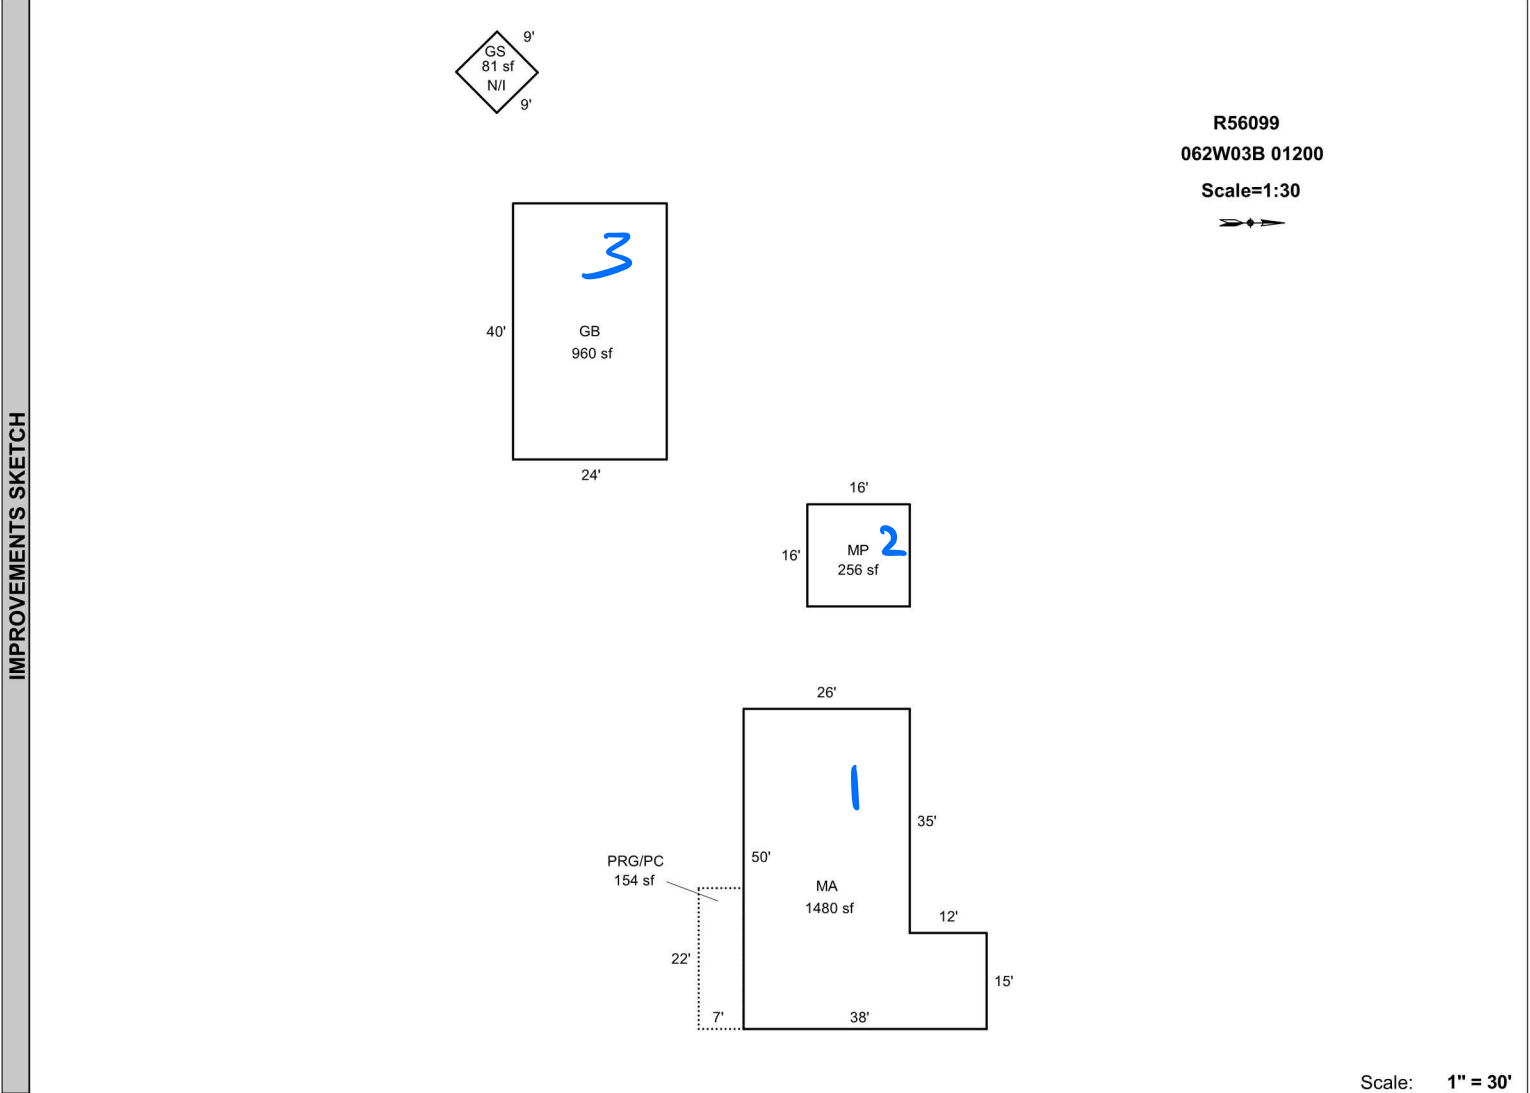 9'
GS
81 sf
N/I
9'
R56099
062W03B 01200
Scale=1:30
3
40'
GB
960 sf
24'
16'
16'
MP 2
256 sf
26'
1
35'
50'
PRG/PC
154 sf
MA
1480 sf
12'
22'
15'
7'
38'
IMPROVEMENTS SKETCH
Scale: 1" = 30'